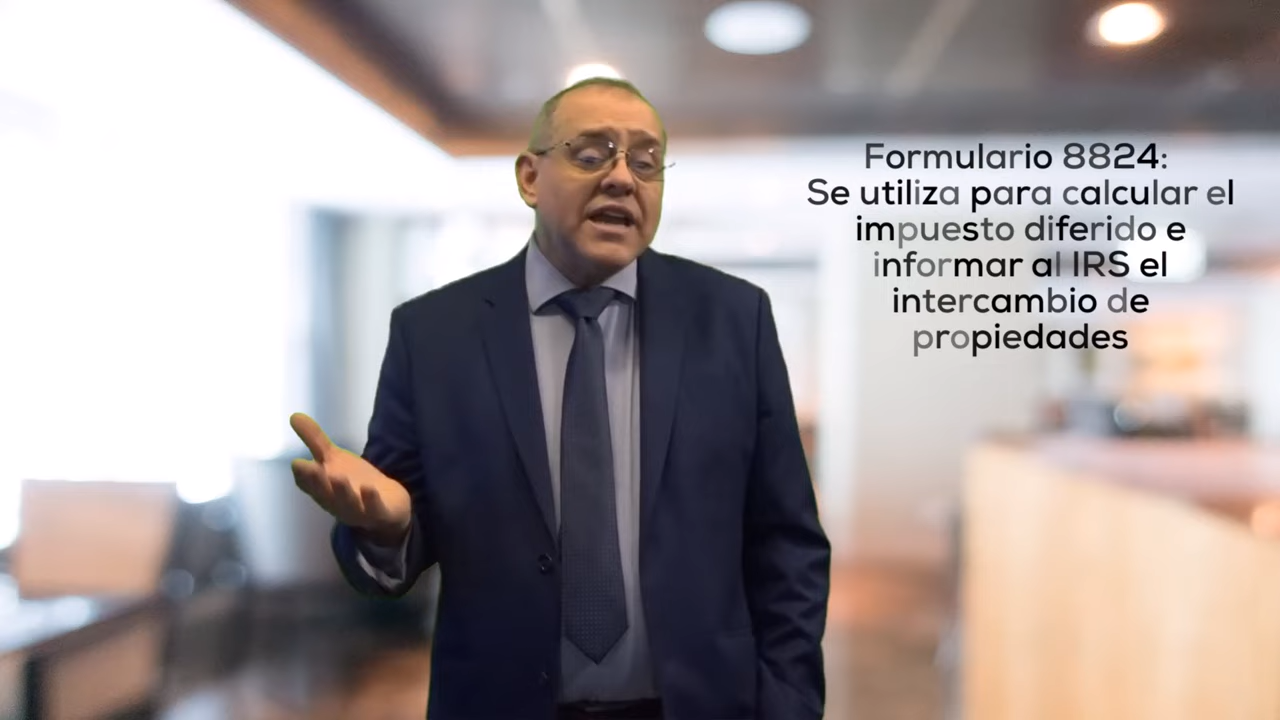 Formulario 8824:
Se utiliza para calcular el
impuesto diferido e
informar al IRS el
intercambio de
propiedades